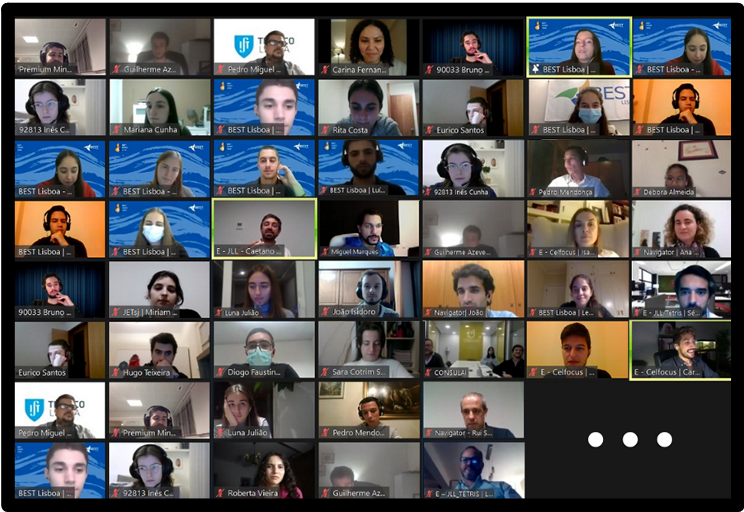 Premium Min...
Guilherme Az...
Pedro Miguel ...
Carina Fernan...
90033 Bruno ...
BEST Lisboa | ...
BEST Lisboa - ...
92813 Inês C...
Mariana Cunha
BEST Lisboa | ...
Rita Costa
Eurico Santos
BEST Lisboa | ...
BEST Lisboa | ...
BEST Lisboa - ...
BEST Lisboa - ...
BEST Lisboa | ...
BEST Lisboa | Luí...
92813 Inês Cunha
Pedro Mendonça
Débora Almeida
BEST Lisboa | ...
BEST Lisboa | ...
E - JLL - Caetano ...
Miguel Marques
Guilherme Azeve...
E - Celfocus | Isa...
Navigator | Ana ...
90033 Bruno ...
JETsj | Miriam ...
Luna Julião
João Isidoro
Navigator | João ...
BEST Lisboa | Le...
E - JLL/Tétris | Sé...
Eurico Santos
Hugo Teixeira
Diogo Faustin...
Sara Cotrim S...
CONSULAI
E - Celfocus | ...
E - Celfocus | Car...
Pedro Miguel ...
Premium Min...
Luna Julião
Pedro Mendo...
Navigator - Rui S...
BEST Lisboa | ...
92813 Inês C...
Roberta Vieira
Guilherme Az...
E - JLL_TÉTRIS | L...